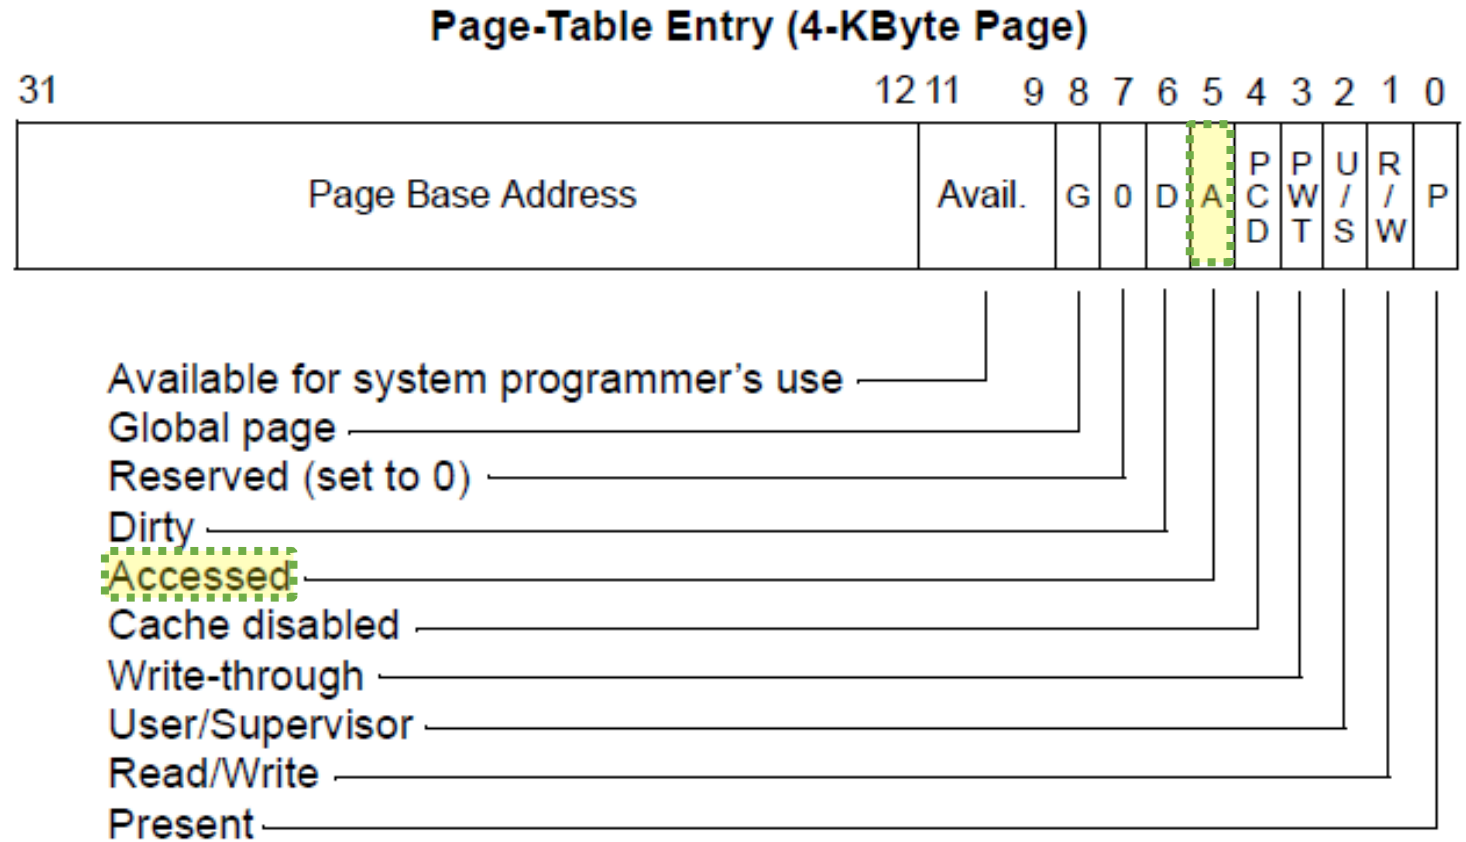 Page-Table Entry (4-KByte Page)
31 12 11 9 8 7 6 5 4 3 2 1 0
Page Base Address Avail. G 0 D A PCD PWT U/S R/W P
Available for system programmer’s use
Global page
Reserved (set to 0)
Dirty
Accessed
Cache disabled
Write-through
User/Supervisor
Read/Write
Present